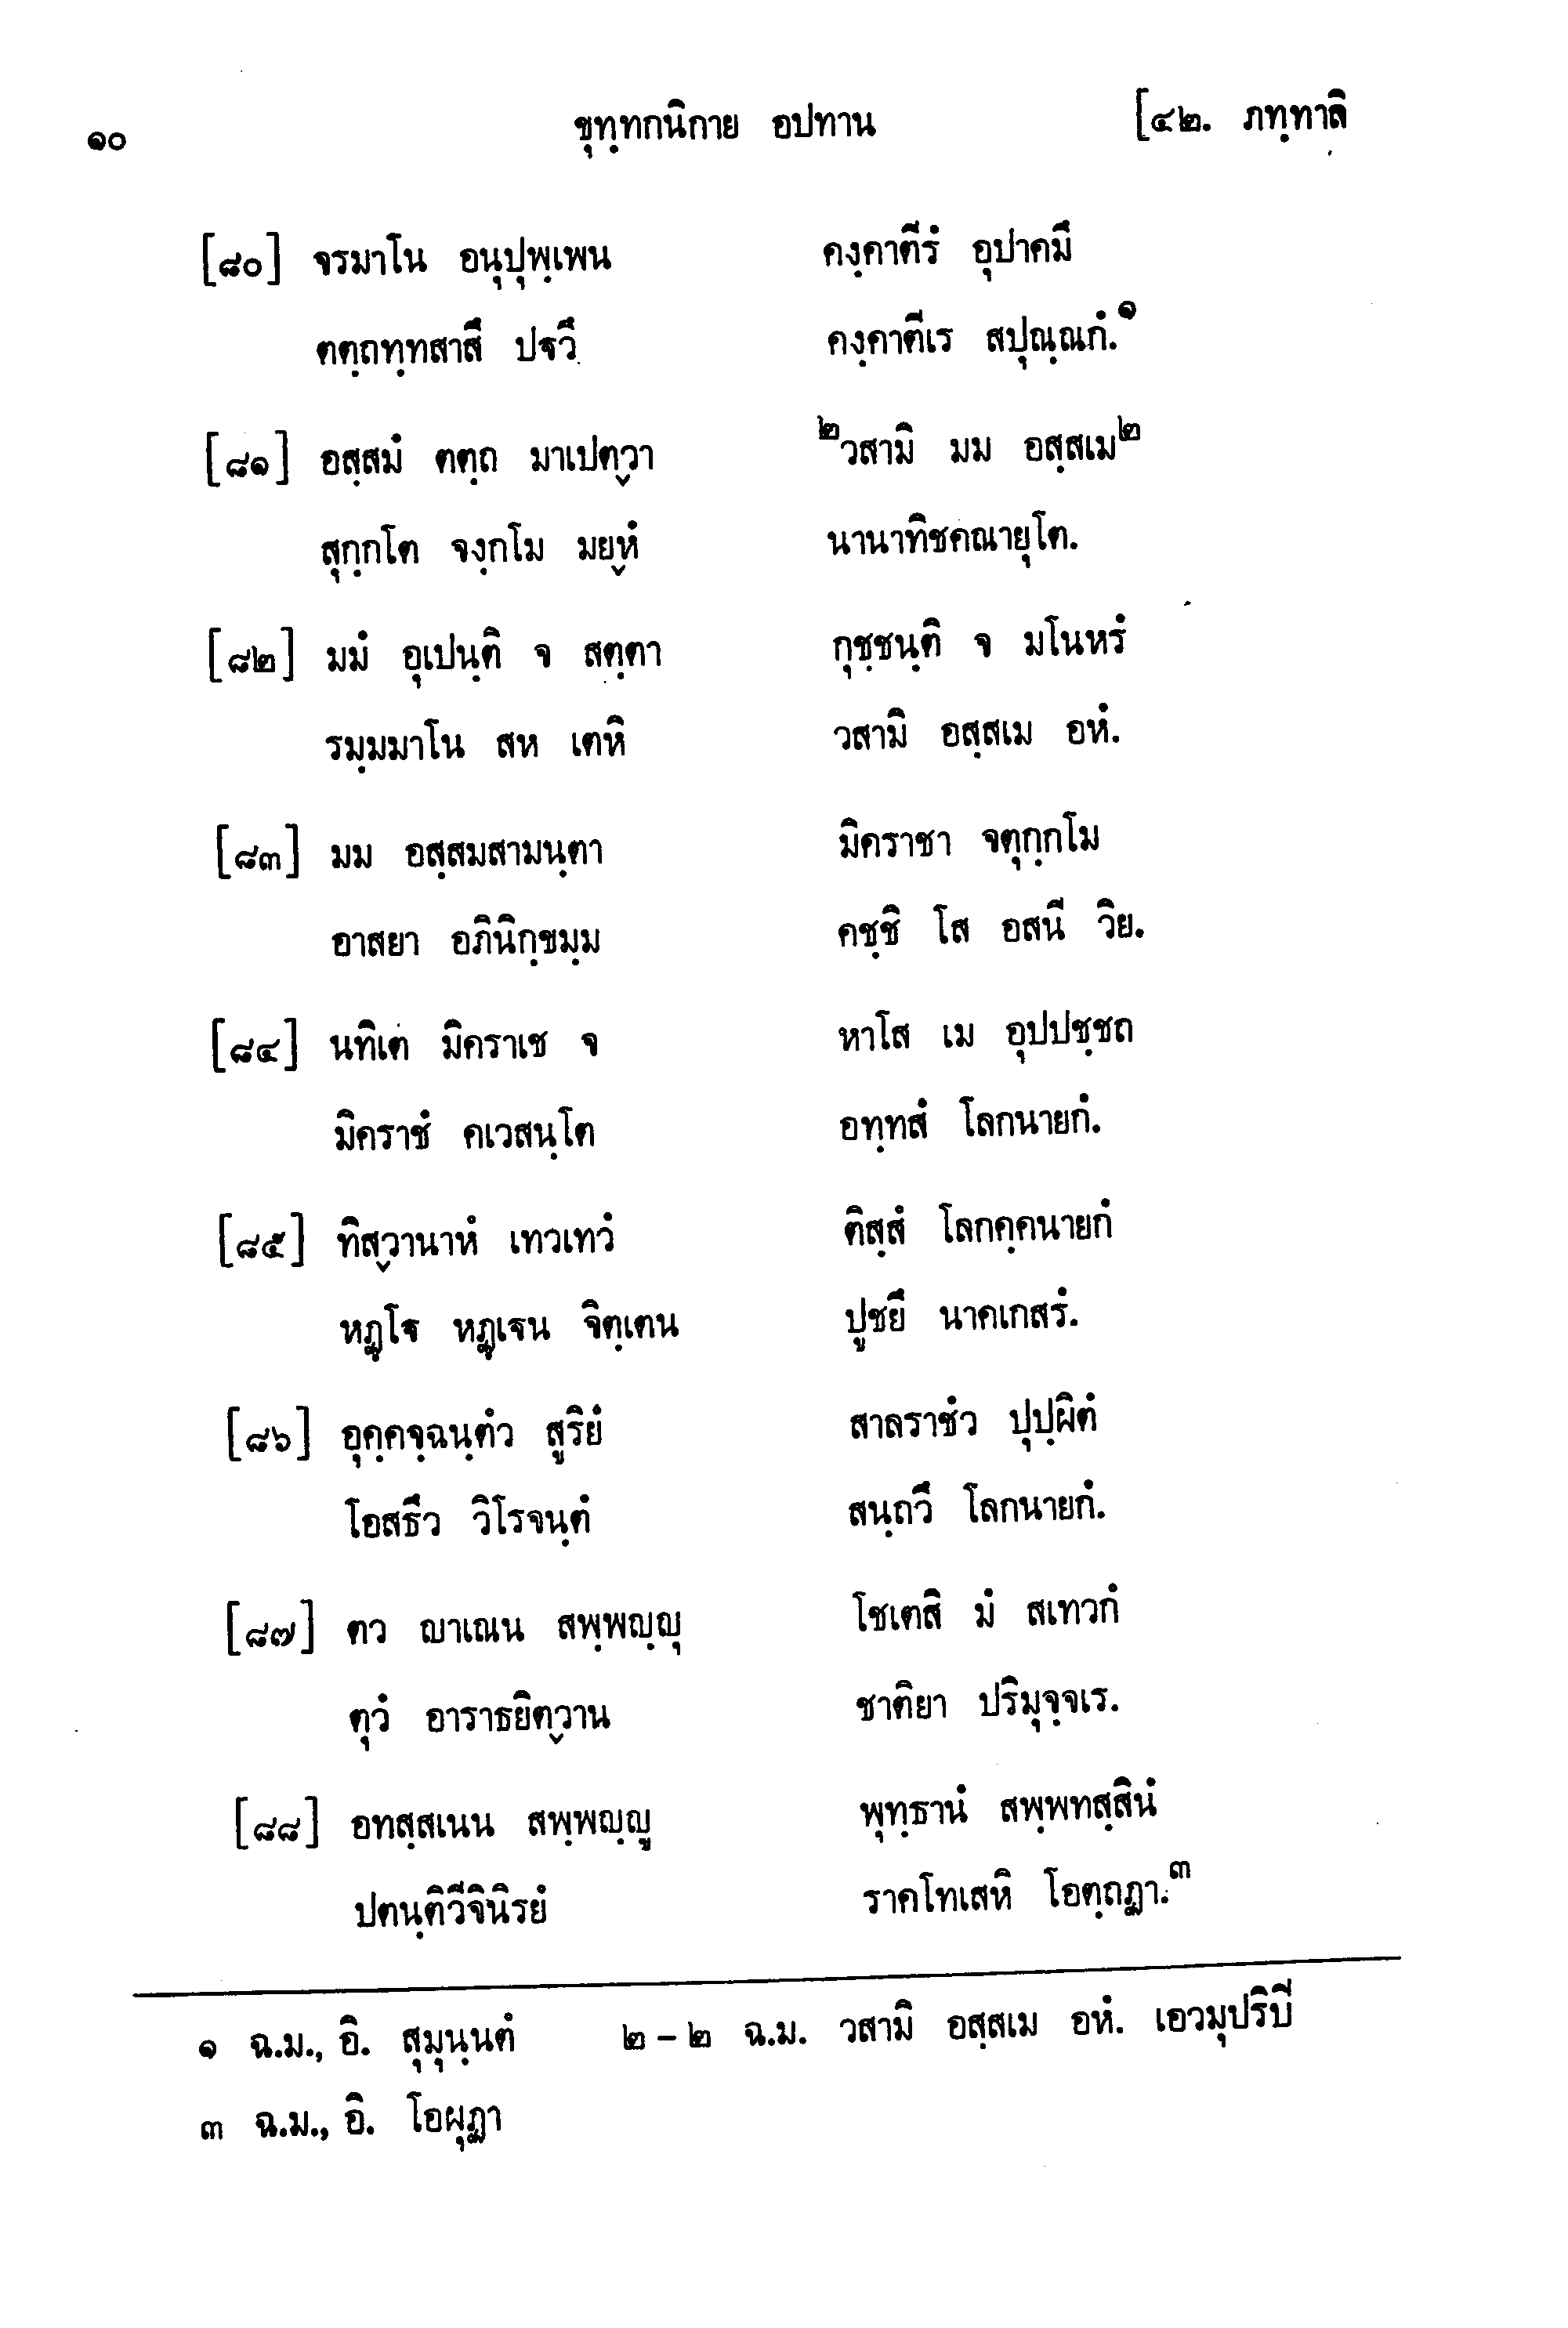 ๑๐ ขุทฺทกนิกาย อปทาน [๔๒. ภทฺทาลิ
[๘๐] จรมาโน อนุปุพฺเพน คงฺคาตีรํ อุปาคมึ
ตตฺถทฺทสาสึ ปฐวึ คงฺคาตีเร สปุณฺณกํ.๑
[๘๑] อสฺสมํ ตตฺถ มาเปตฺวา ๒วสามิ มม อสฺสเม๒
สุกฺกโต จงฺกโม มยฺหํ นานาทิชคณายุโต.
[๘๒] มมํ อุเปนฺติ จ สตฺตา กุชฺชนฺติ จ มโนหรํ
รมฺมมาโน สห เตหิ วสามิ อสฺสเม อหํ.
[๘๓] มม อสฺสมสามนฺตา มิคราชา จตุกฺกโม
อาสยา อภินิกฺขมฺม คชฺชิ โส อสนี วิย.
[๘๔] นทิเต มิคราเช จ หาโส เม อุปปชฺชถ
มิคราชํ คเวสนฺโต อทฺทสํ โลกนายกํ.
[๘๕] ทิสฺวานาหํ เทวเทวํ ติสฺสํ โลกคฺคนายกํ
หฏฺโฐ หฏฺเฐน จิตฺเตน ปูชยึ นาคเกสรํ.
[๘๖] อุคฺคจฺฉนฺตํว สูริยํ สาลราชํว ปุปฺผิตํ
โอสธึว วิโรจนฺตํ สนฺถวึ โลกนายกํ.
[๘๗] ตว ญาเณน สพฺพญฺญุ โชเตสิ มํ สเทวกํ
ตุวํ อาราธยิตฺวาน ชาติยา ปริมุจฺจเร.
[๘๘] อทสฺสเนน สพฺพญฺญู พุทฺธานํ สพฺพทสฺสินํ
ปตนฺติวีจินิรยํ ราคโทเสหิ โอตฺถฏา.๓
๑ ฉ.ม., อิ. สุมุนฺนตํ ๒ – ๒ ฉ.ม. วสามิ อสฺสเม อหํ. เอวมุปริปี
๓ ฉ.ม., อิ. โอผุฏา